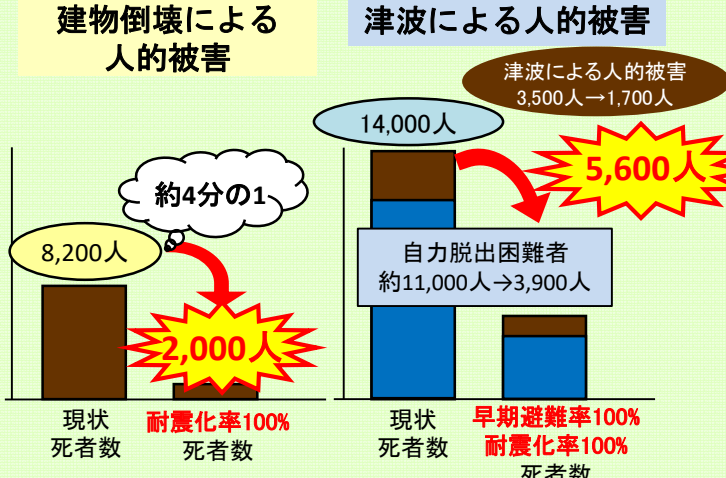 建物倒壊による
人的被害
約4分の1
8,200人
2,000人
現状
死者数
耐震化率100%
死者数
津波による人的被害
津波による人的被害
3,500人→1,700人
14,000人
5,600人
自力脱出困難者
約11,000人→3,900人
現状
死者数
早期避難率100%
耐震化率100%
死者数